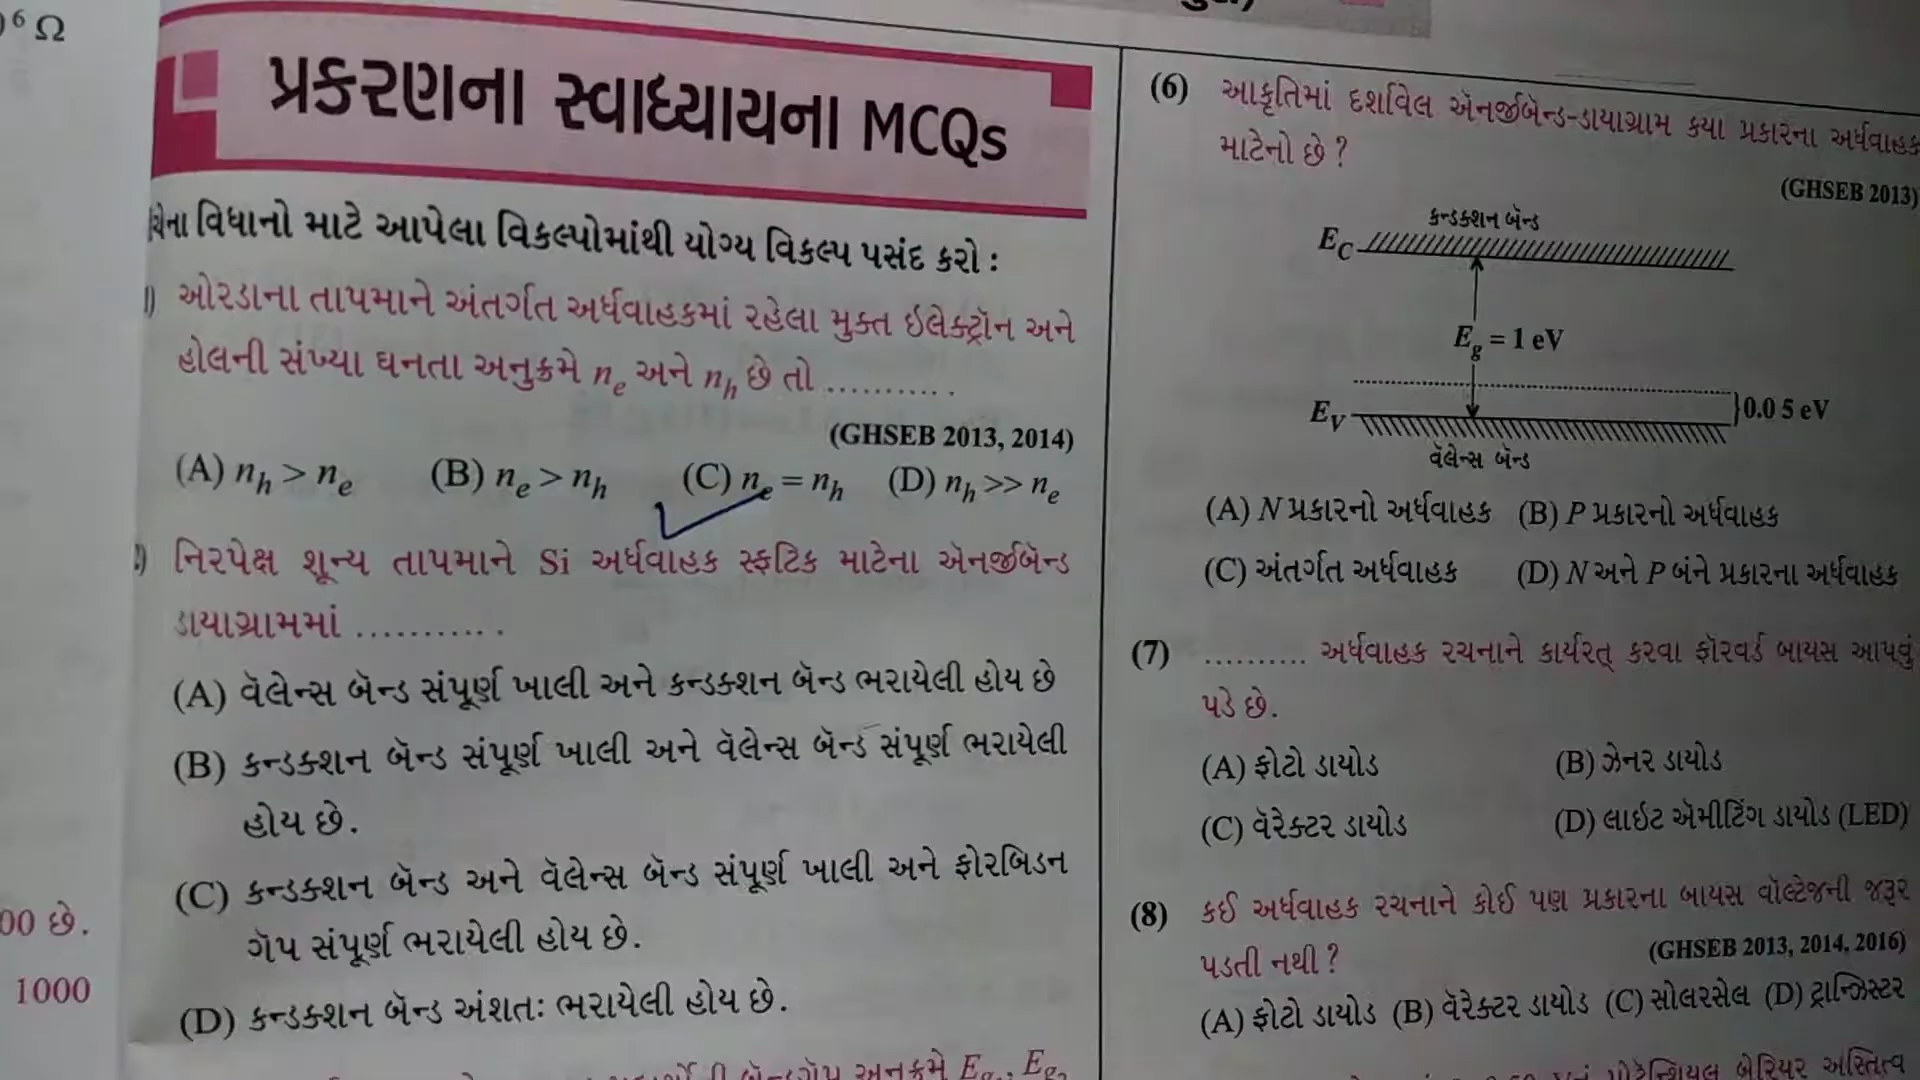 10⁶ Ω
00 છે.
1000
પ્રકરણના સ્વાધ્યાયના MCQs
વિધાનો માટે આપેલા વિકલ્પોમાંથી યોગ્ય વિકલ્પ પસંદ કરો :
ઓરડાના તાપમાને અંતર્ગત અર્ધવાહકમાં રહેલા મુક્ત ઇલેક્ટ્રૉન અને
હોલની સંખ્યા ઘનતા અનુક્રમે nₑ અને nₕ છે તો ...........
(GHSEB 2013, 2014)
(A) nₕ > nₑ (B) nₑ > nₕ (C) nₑ = nₕ (D) nₕ >> nₑ
નિરપેક્ષ શૂન્ય તાપમાને Si અર્ધવાહક સ્ફટિક માટેના ઍનર્જીબૅન્ડ
ડાયાગ્રામમાં ...........
(A) વૅલેન્સ બૅન્ડ સંપૂર્ણ ખાલી અને કન્ડક્શન બૅન્ડ ભરાયેલી હોય છે
(B) કન્ડક્શન બૅન્ડ સંપૂર્ણ ખાલી અને વૅલેન્સ બૅન્ડ સંપૂર્ણ ભરાયેલી
હોય છે.
(C) કન્ડક્શન બૅન્ડ અને વૅલેન્સ બૅન્ડ સંપૂર્ણ ખાલી અને ફોરબિડન
ગૅપ સંપૂર્ણ ભરાયેલી હોય છે.
(D) કન્ડક્શન બૅન્ડ અંશતઃ ભરાયેલી હોય છે.
(6) આકૃતિમાં દર્શાવેલ ઍનર્જીબૅન્ડ-ડાયાગ્રામ કયા પ્રકારના અર્ધવાહક
માટેનો છે ?
(GHSEB 2013)
કન્ડક્શન બૅન્ડ
E_C
E_g = 1 eV
E_V
0.0 5 eV
વૅલેન્સ બૅન્ડ
(A) N પ્રકારનો અર્ધવાહક (B) P પ્રકારનો અર્ધવાહક
(C) અંતર્ગત અર્ધવાહક (D) N અને P બંને પ્રકારના અર્ધવાહક
(7) .......... અર્ધવાહક રચનાને કાર્યરત્ કરવા ફૉરવર્ડ બાયસ આપવું
પડે છે.
(A) ફોટો ડાયોડ (B) ઝેનર ડાયોડ
(C) વૅરેક્ટર ડાયોડ (D) લાઇટ ઍમીટિંગ ડાયોડ (LED)
(8) કઈ અર્ધવાહક રચનાને કોઈ પણ પ્રકારના બાયસ વૉલ્ટેજની જરૂર
પડતી નથી ? (GHSEB 2013, 2014, 2016)
(A) ફોટો ડાયોડ (B) વૅરેક્ટર ડાયોડ (C) સોલરસેલ (D) ટ્રાન્ઝિસ્ટર